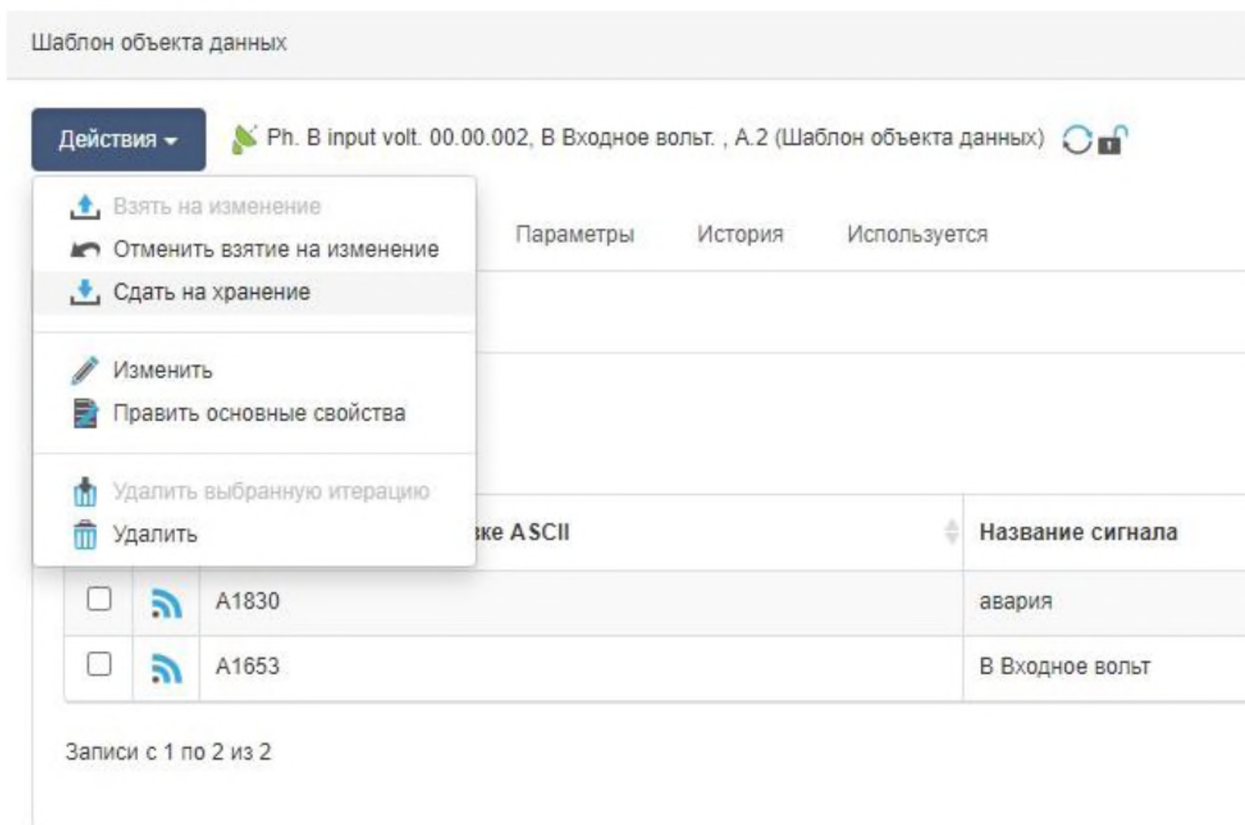 Шаблон объекта данных
Действия
Ph. B input volt. 00.00.002, В Входное вольт. , A.2 (Шаблон объекта данных)
Взять на изменение
Отменить взятие на изменение
Сдать на хранение
Изменить
Править основные свойства
Удалить выбранную итерацию
Удалить
Параметры История Используется
ASCII Название сигнала
A1830 авария
A1653 В Входное вольт
Записи с 1 по 2 из 2